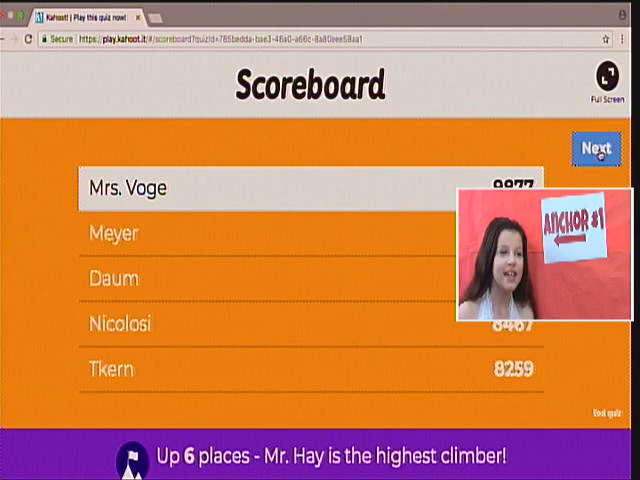 Kahoot! | Play this quiz now!
Secure | https://play.kahoot.it/#/scoreboard?quizId=785bedda-bae3-46a0-a66c-8a80eee58aa1
Scoreboard
Full Screen
Next
Mrs. Voge 9877
ANCHOR #1
Meyer
Daum
Nicolosi 8467
Tkern 8259
End quiz
Up 6 places - Mr. Hay is the highest climber!